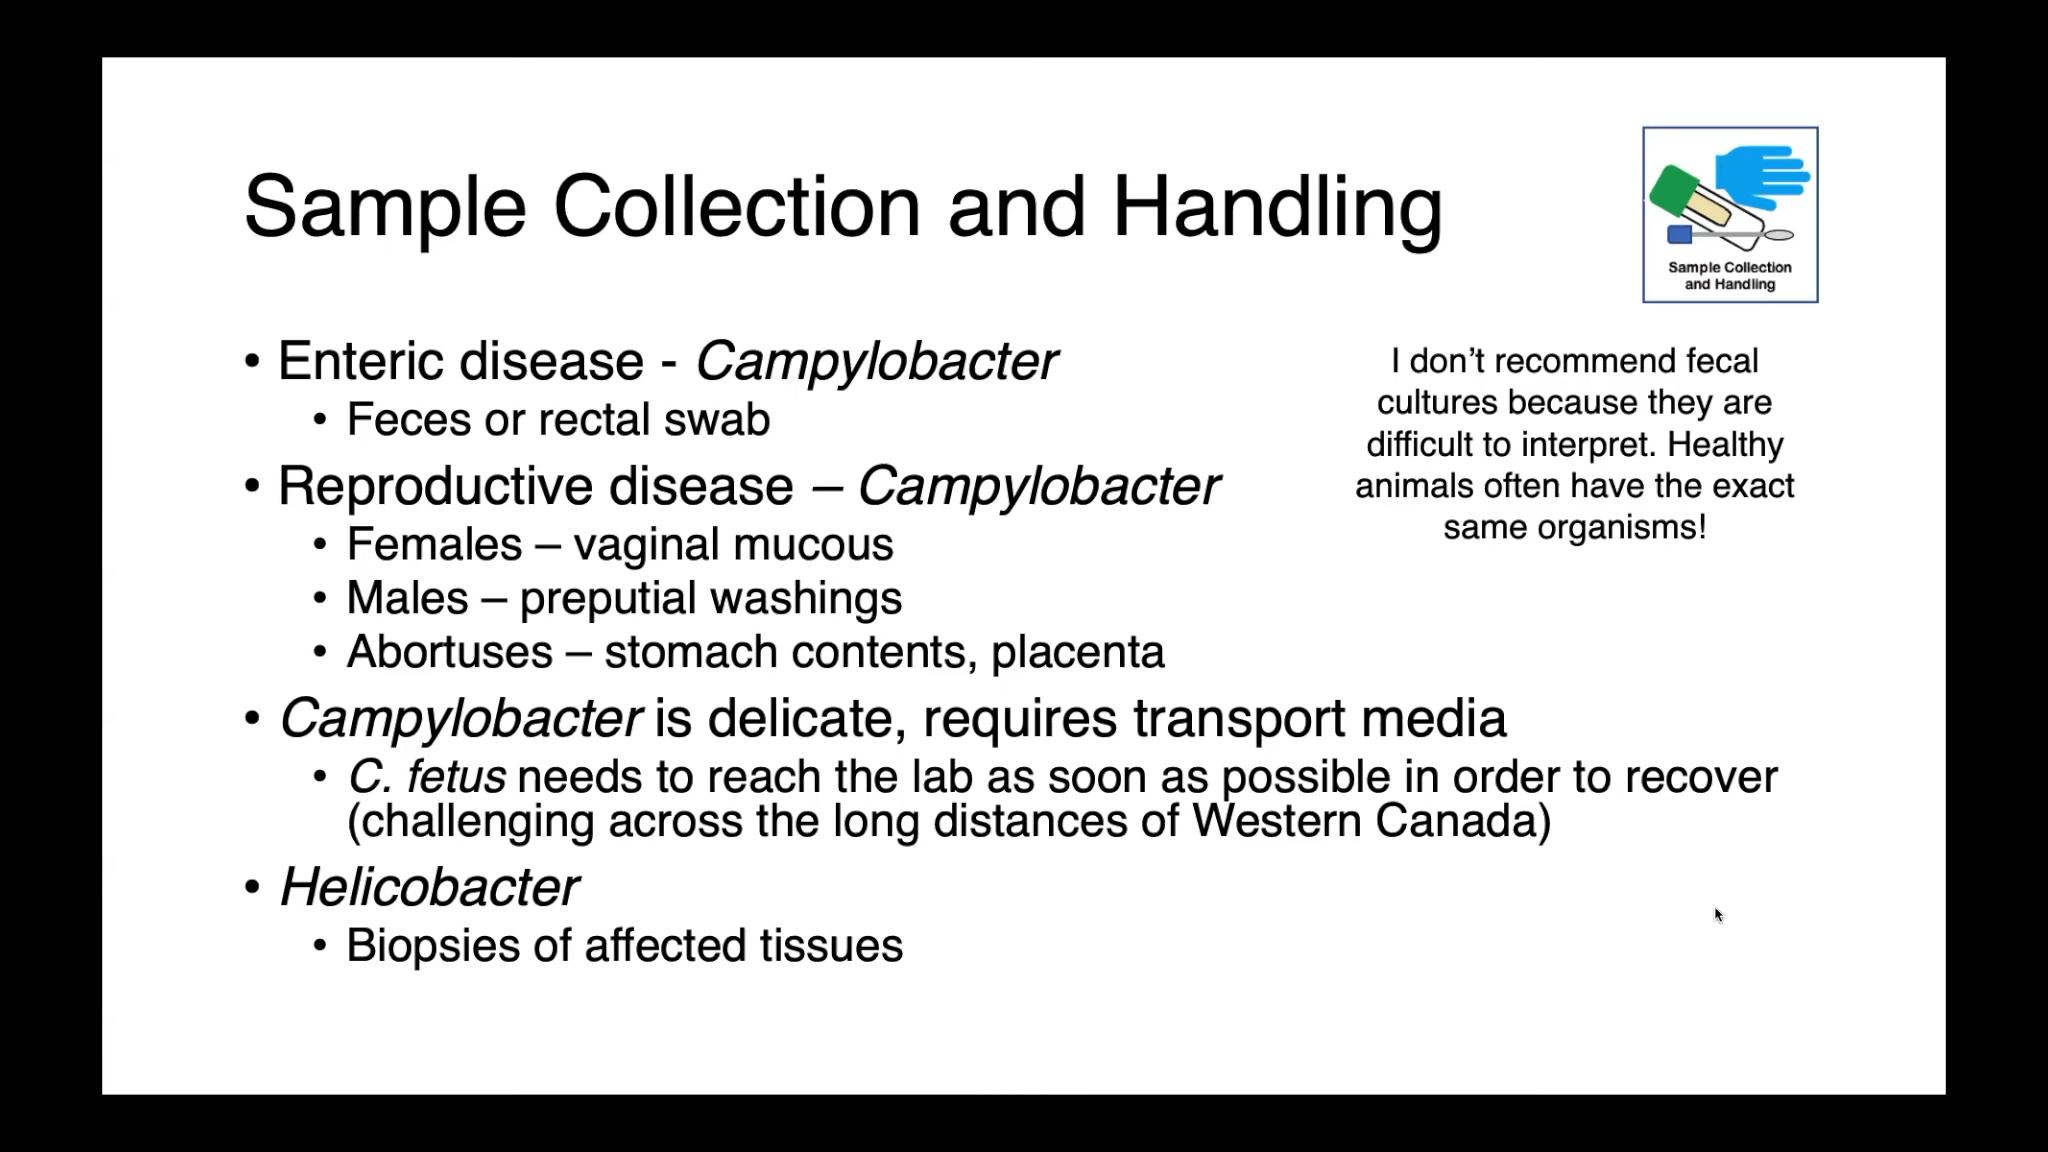 Sample Collection and Handling
Sample Collection
and Handling
• Enteric disease - Campylobacter
• Feces or rectal swab
• Reproductive disease – Campylobacter
• Females – vaginal mucous
• Males – preputial washings
• Abortuses – stomach contents, placenta
• Campylobacter is delicate, requires transport media
• C. fetus needs to reach the lab as soon as possible in order to recover
(challenging across the long distances of Western Canada)
• Helicobacter
• Biopsies of affected tissues
I don’t recommend fecal
cultures because they are
difficult to interpret. Healthy
animals often have the exact
same organisms!